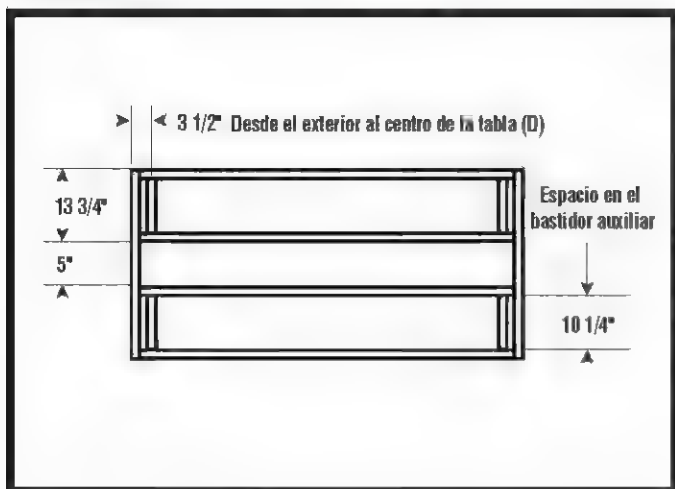 3 1/2" Desde el exterior al centro de la tabla (D)
13 3/4"
Espacio en el
bastidor auxiliar
5"
10 1/4"